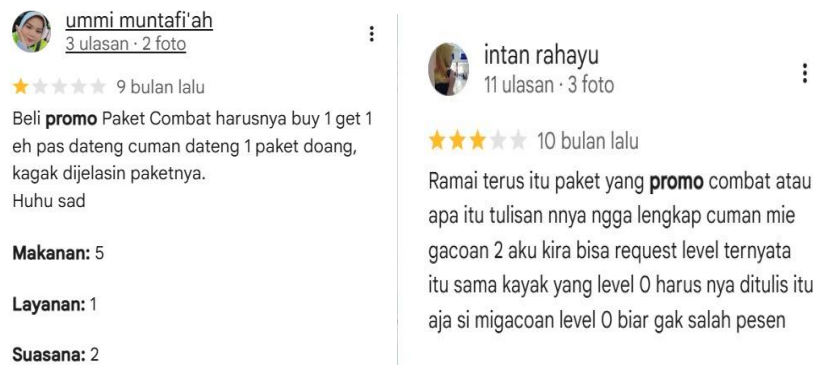 ummi muntafi'ah
3 ulasan · 2 foto
9 bulan lalu
Beli promo Paket Combat harusnya buy 1 get 1
eh pas dateng cuman dateng 1 paket doang,
kagak dijelasin paketnya.
Huhu sad
Makanan: 5
Layanan: 1
Suasana: 2
intan rahayu
11 ulasan · 3 foto
10 bulan lalu
Ramai terus itu paket yang promo combat atau
apa itu tulisan nnya ngga lengkap cuman mie
gacoan 2 aku kira bisa request level ternyata
itu sama kayak yang level 0 harus nya ditulis itu
aja si migacoan level 0 biar gak salah pesen